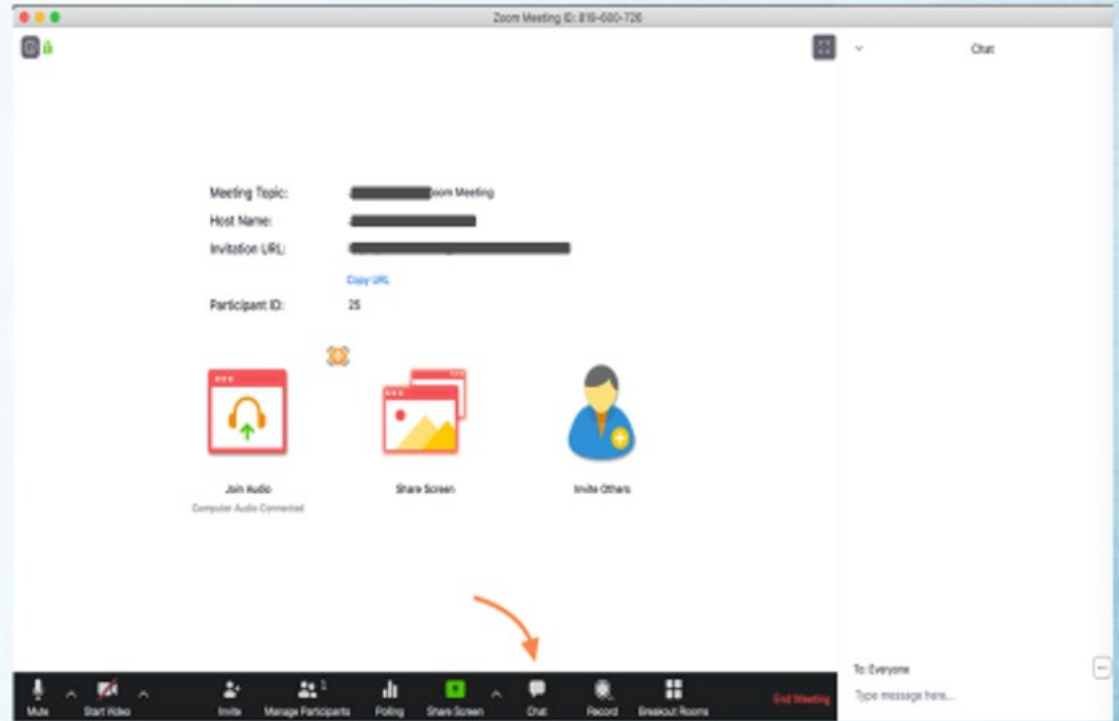 Zoom Meeting ID: 819-600-726
Chat
Meeting Topic: oom Meeting
Host Name:
Invitation URL:
Copy URL
Participant ID: 25
Join Audio
Share Screen
Invite Others
Computer Audio Connected
To: Everyone
Type message here...
1
Mute
Start Video
Invite
Manage Participants
Polling
Share Screen
Chat
Record
Breakout Rooms
End Meeting